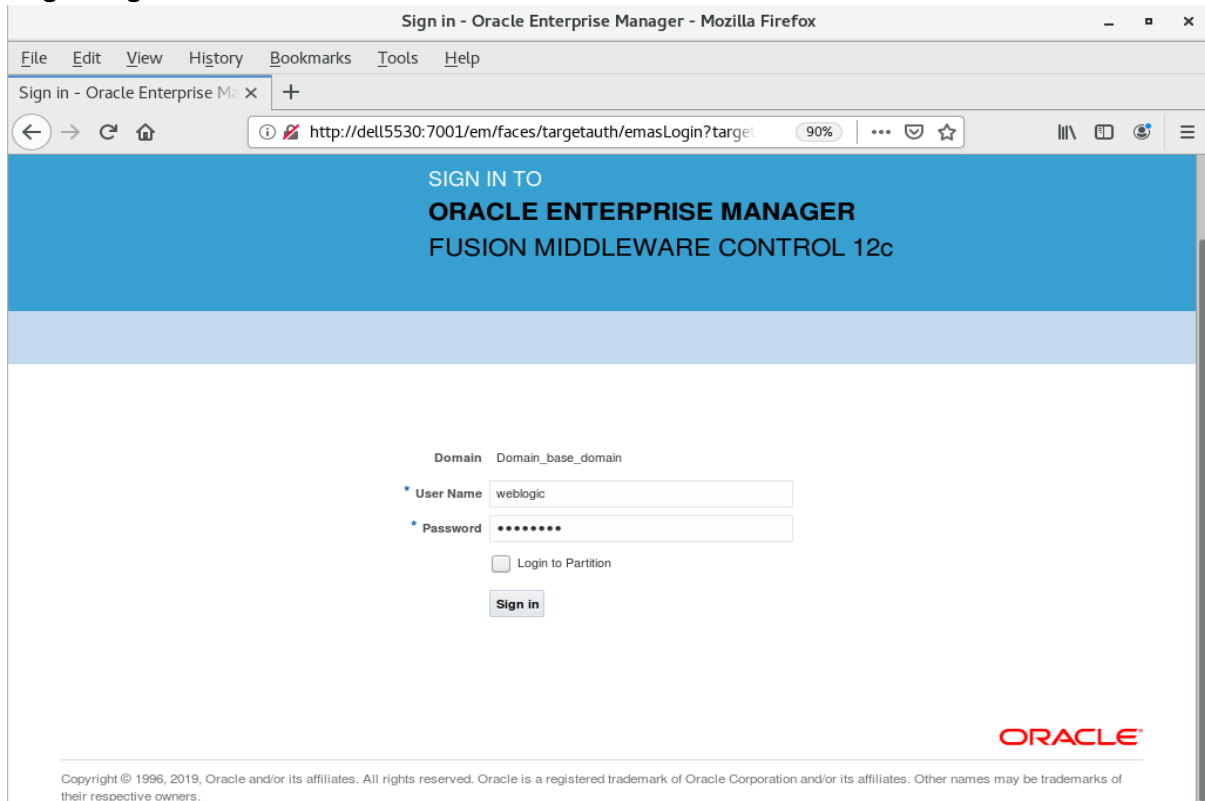 Sign in - Oracle Enterprise Manager - Mozilla Firefox
File Edit View History Bookmarks Tools Help
Sign in - Oracle Enterprise Ma
http://dell5530:7001/em/faces/targetauth/emasLogin?target 90%
SIGN IN TO
ORACLE ENTERPRISE MANAGER
FUSION MIDDLEWARE CONTROL 12c
Domain Domain_base_domain
* User Name weblogic
* Password ••••••••
Login to Partition
Sign in
ORACLE
Copyright © 1996, 2019, Oracle and/or its affiliates. All rights reserved. Oracle is a registered trademark of Oracle Corporation and/or its affiliates. Other names may be trademarks of
their respective owners.